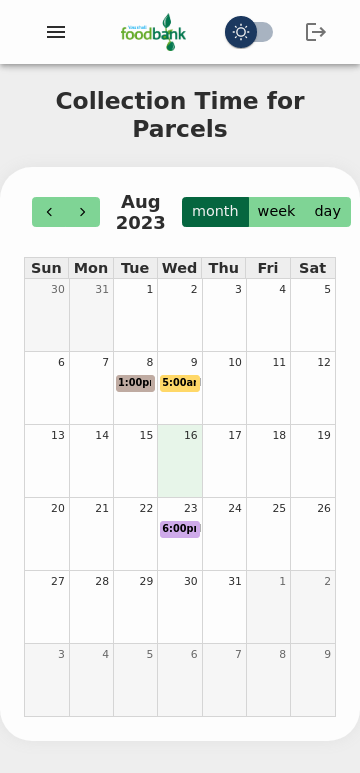 Vauxhall
foodbank
Collection Time for
Parcels
Aug
2023
month week day
Sun Mon Tue Wed Thu Fri Sat
30 31 1 2 3 4 5
6 7 8 9 10 11 12
1:00p 5:00a
13 14 15 16 17 18 19
20 21 22 23 24 25 26
6:00p
27 28 29 30 31 1 2
3 4 5 6 7 8 9